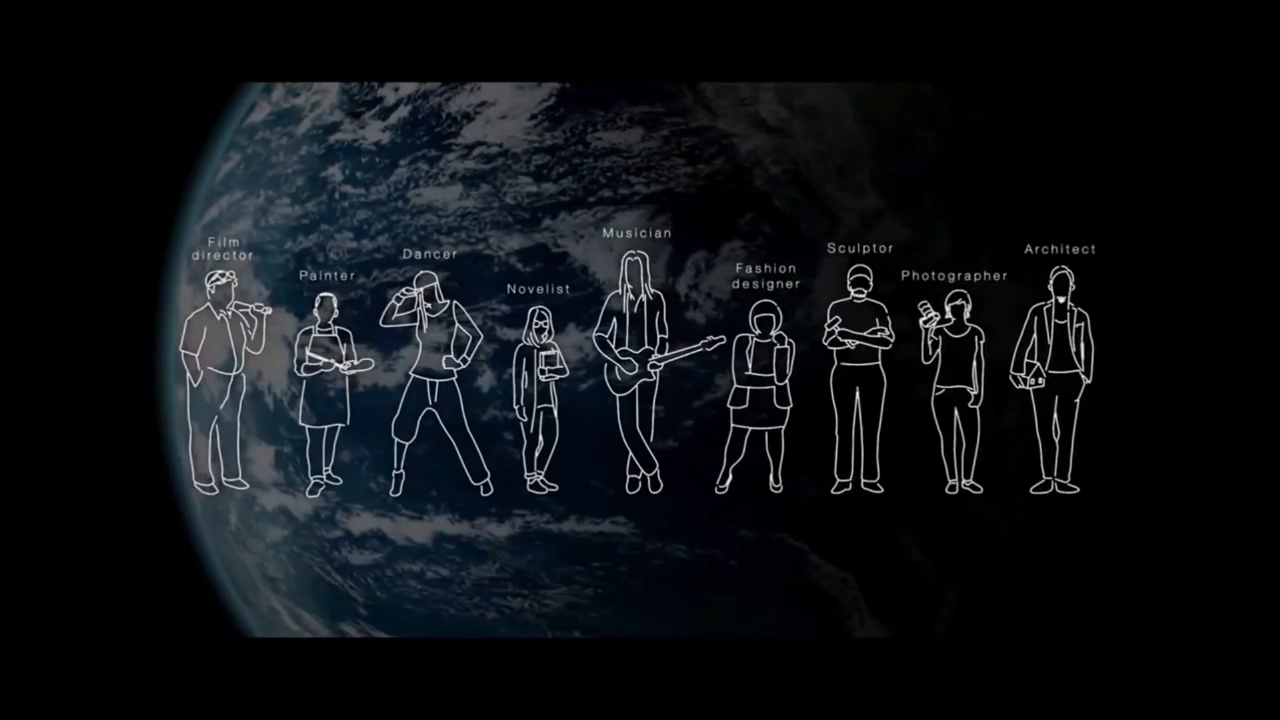 Film
director
Painter
Dancer
Novelist
Musician
Fashion
designer
Sculptor
Photographer
Architect